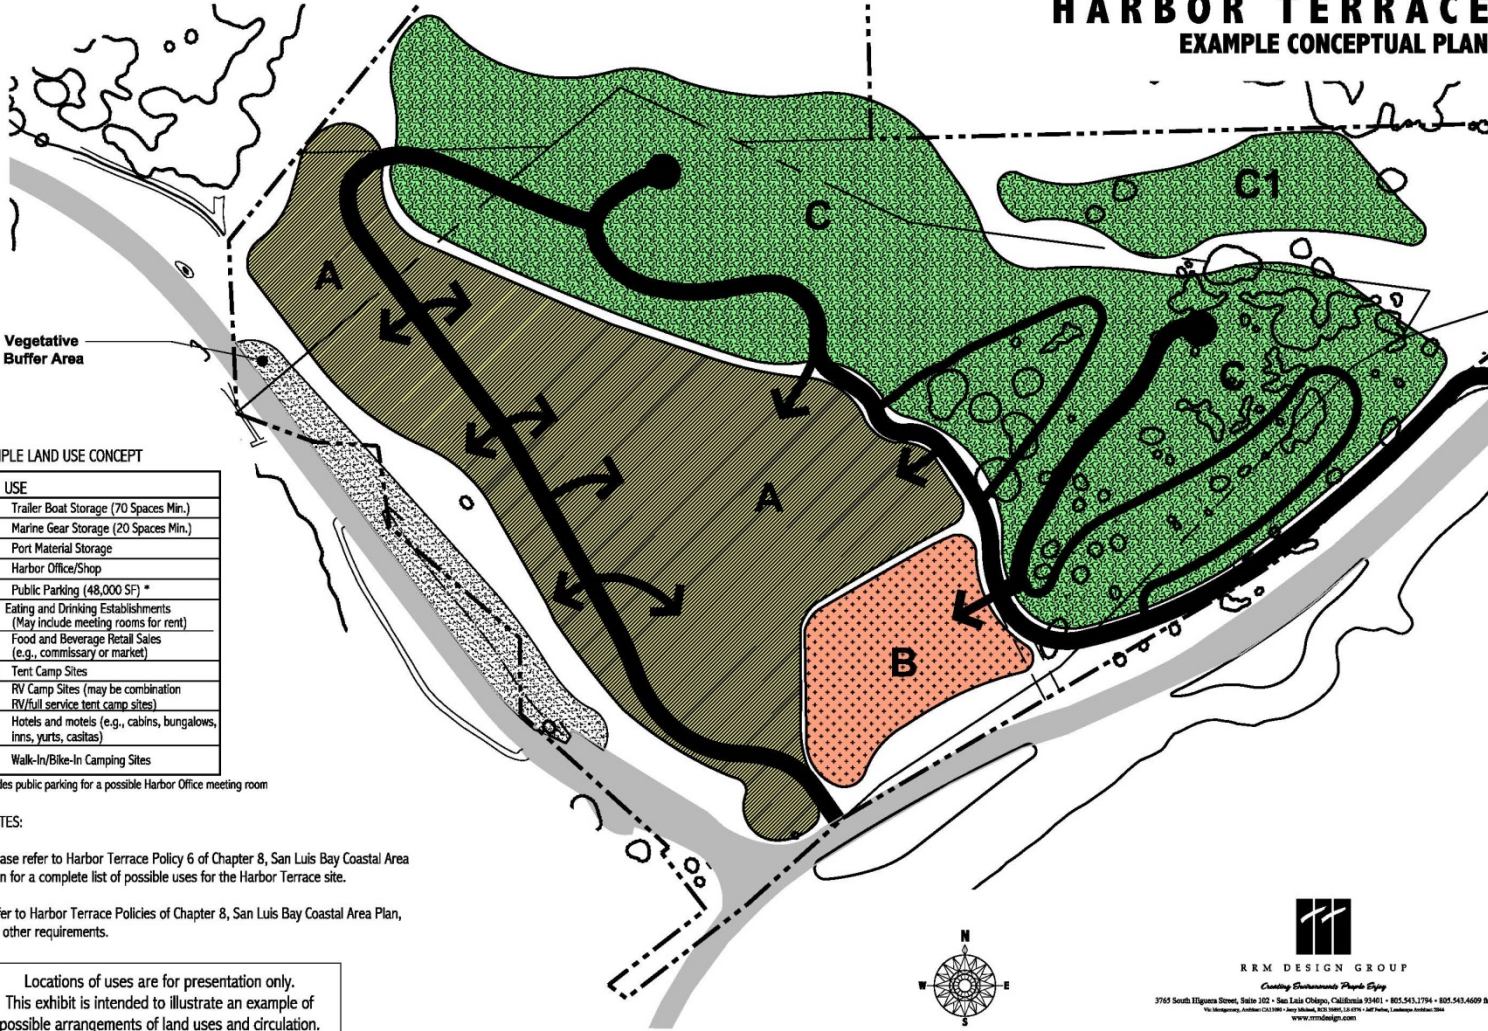 HARBOR TERRACE
EXAMPLE CONCEPTUAL PLAN
C1
C
A
Vegetative
Buffer Area
C
A
B
PLE LAND USE CONCEPT
USE
Trailer Boat Storage (70 Spaces Min.)
Marine Gear Storage (20 Spaces Min.)
Port Material Storage
Harbor Office/Shop
Public Parking (48,000 SF) *
Eating and Drinking Establishments
(May include meeting rooms for rent)
Food and Beverage Retail Sales
(e.g., commissary or market)
Tent Camp Sites
RV Camp Sites (may be combination
RV/full service tent camp sites)
Hotels and motels (e.g., cabins, bungalows,
inns, yurts, casitas)
Walk-In/Bike-In Camping Sites
des public parking for a possible Harbor Office meeting room
TES:
ase refer to Harbor Terrace Policy 6 of Chapter 8, San Luis Bay Coastal Area
n for a complete list of possible uses for the Harbor Terrace site.
fer to Harbor Terrace Policies of Chapter 8, San Luis Bay Coastal Area Plan,
other requirements.
Locations of uses are for presentation only.
This exhibit is intended to illustrate an example of
possible arrangements of land uses and circulation.
N
W E
S
RRM DESIGN GROUP
Creating Environments People Enjoy
3765 South Higuera Street, Suite 102 • San Luis Obispo, California 93401 • 805.543.1794 • 805.543.4609
www.rrmdesign.com